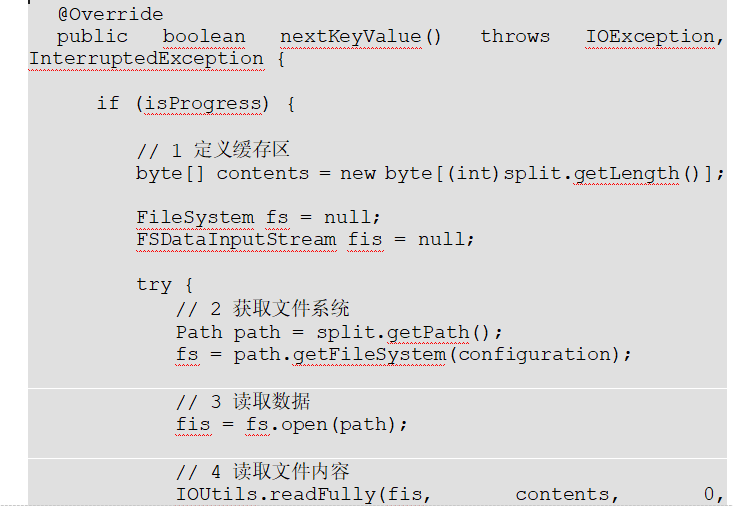 @Override
public boolean nextKeyValue() throws IOException,
InterruptedException {
if (isProgress) {
// 1 定义缓存区
byte[] contents = new byte[(int)split.getLength()];
FileSystem fs = null;
FSDataInputStream fis = null;
try {
// 2 获取文件系统
Path path = split.getPath();
fs = path.getFileSystem(configuration);
// 3 读取数据
fis = fs.open(path);
// 4 读取文件内容
IOUtils.readFully(fis, contents, 0,